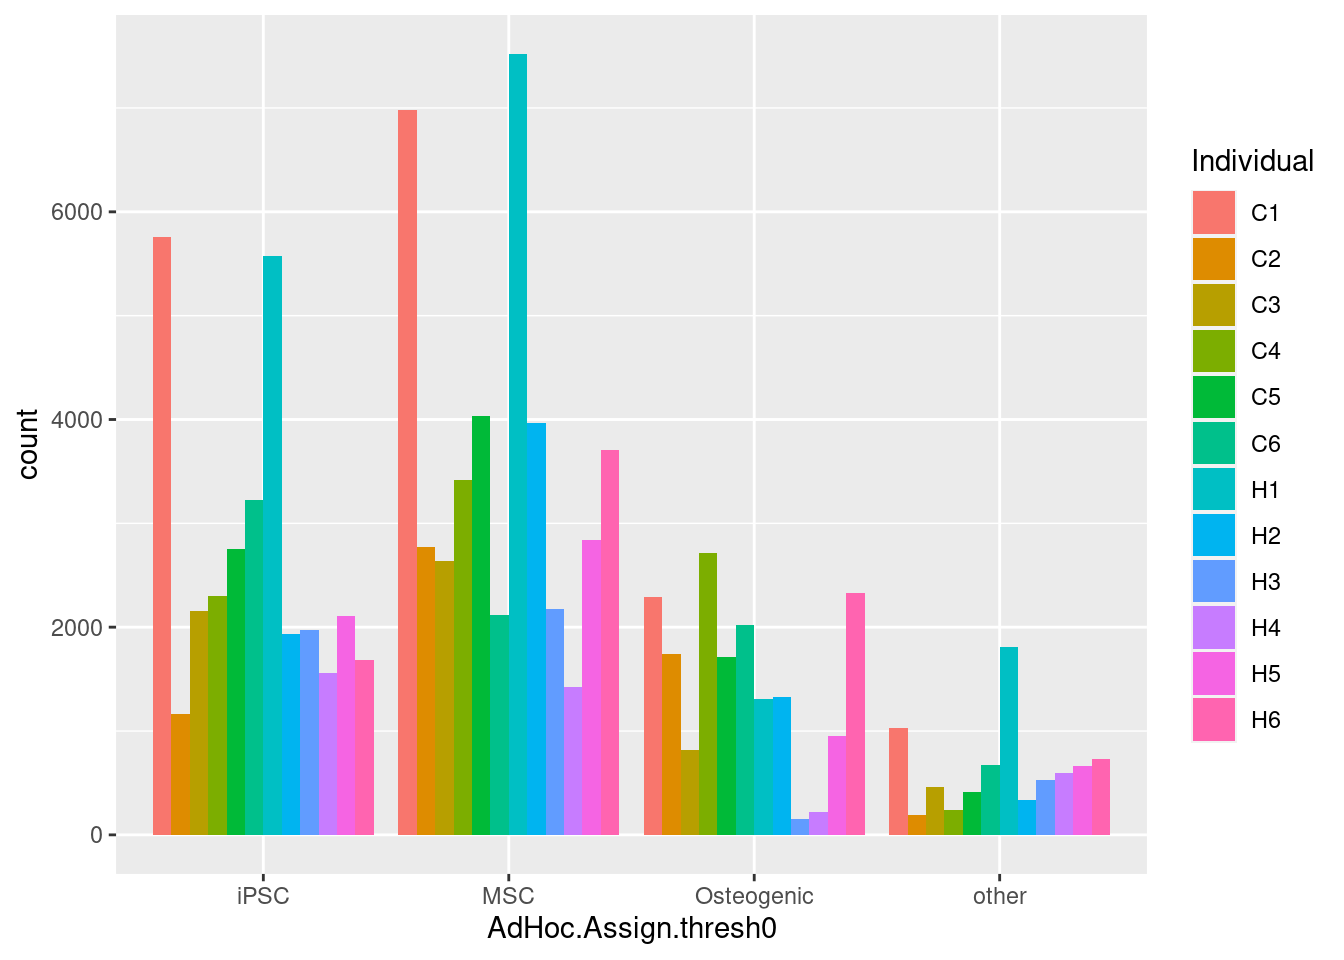 count
6000
4000
2000
0
iPSC MSC Osteogenic other
AdHoc.Assign.thresh0
Individual
C1
C2
C3
C4
C5
C6
H1
H2
H3
H4
H5
H6